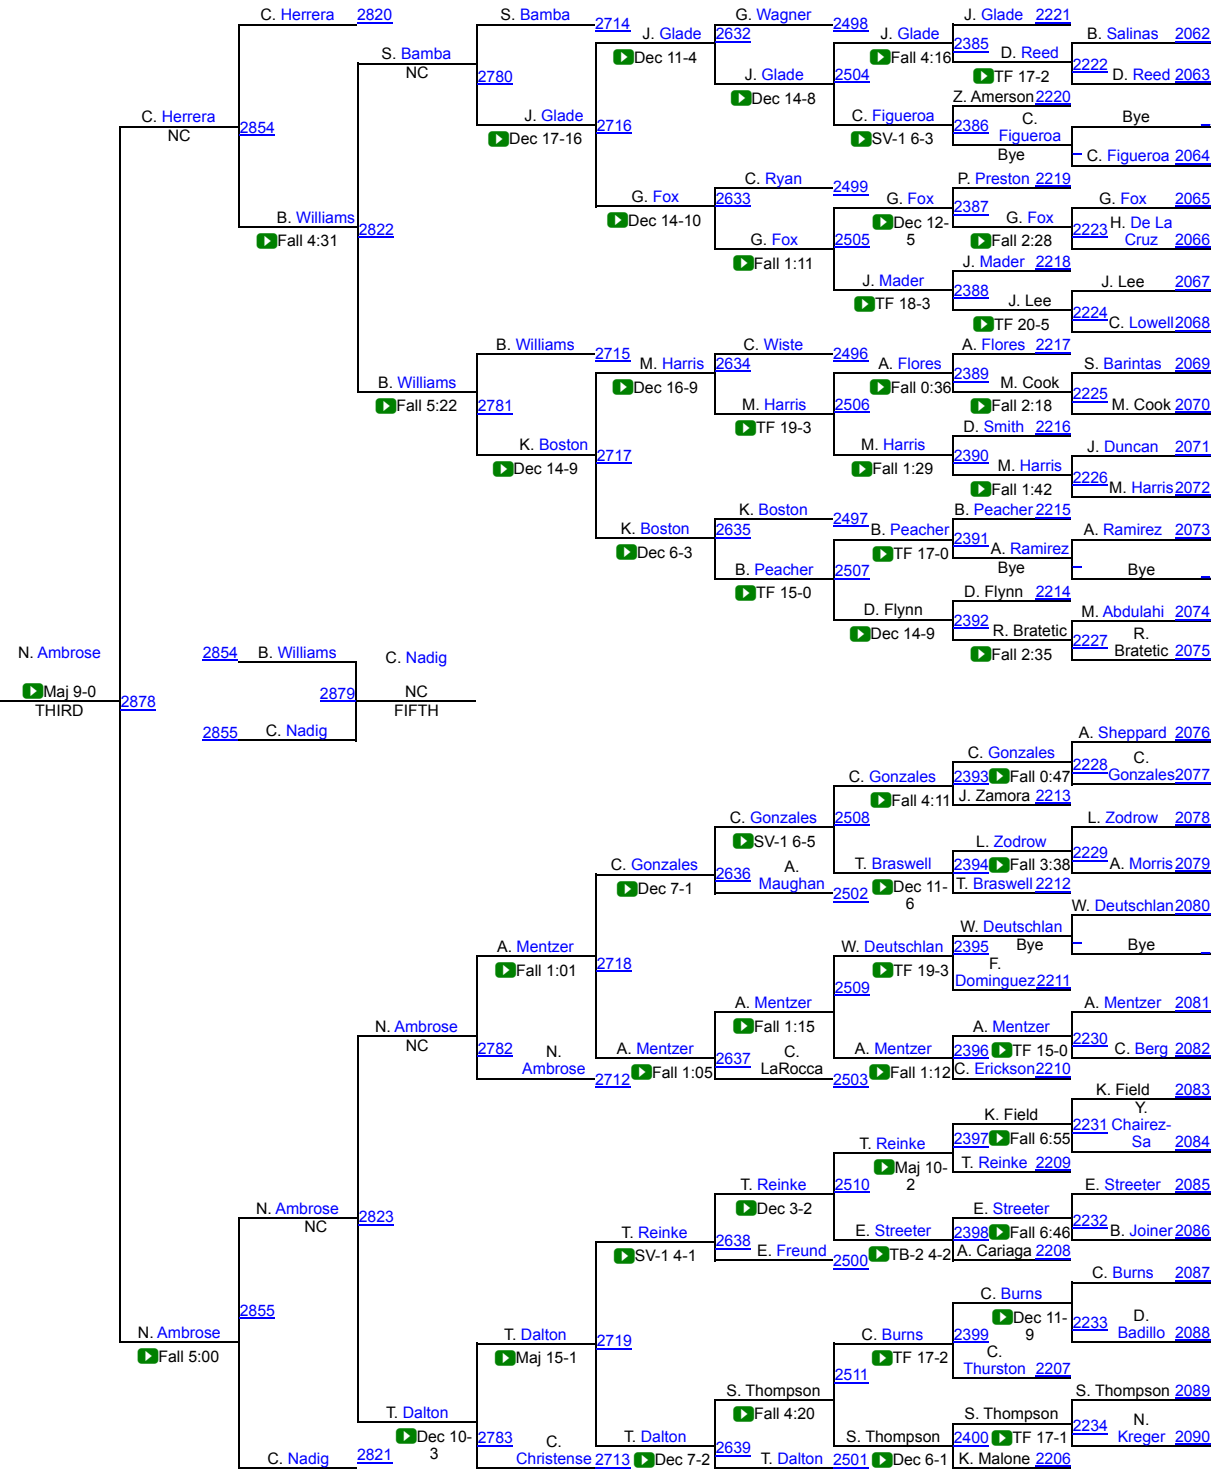 C. Herrera 2820
S. Bamba
2714
G. Wagner
2498
J. Glade 2221
J. Glade
2632
J. Glade
B. Salinas 2062
S. Bamba
NC
Dec 11-4
Fall 4:16
2385
D. Reed
2222
2780
J. Glade
2504
TF 17-2
D. Reed 2063
Dec 14-8
Z. Amerson 2220
C. Herrera
NC
2854
J. Glade
2716
C. Figueroa
2386
C.
Figueroa
Bye
Dec 17-16
SV-1 6-3
Bye
C. Figueroa 2064
C. Ryan
2499
P. Preston 2219
G. Fox
2633
G. Fox
2387
G. Fox 2065
B. Williams
2822
Dec 14-10
Dec 12-
5
G. Fox
2223
H. De La
Cruz 2066
Fall 4:31
G. Fox
2505
Fall 2:28
Fall 1:11
J. Mader 2218
J. Mader
2388
J. Lee 2067
TF 18-3
J. Lee
2224
TF 20-5
C. Lowell 2068
B. Williams
2715
C. Wiste
2496
A. Flores 2217
M. Harris
2634
A. Flores
2389
S. Barintas 2069
B. Williams
Dec 16-9
Fall 0:36
M. Cook
2225
Fall 5:22
2781
M. Harris
2506
Fall 2:18
M. Cook 2070
TF 19-3
D. Smith 2216
K. Boston
2717
M. Harris
2390
J. Duncan 2071
Dec 14-9
Fall 1:29
M. Harris
2226
Fall 1:42
M. Harris 2072
K. Boston
2497
B. Peacher 2215
K. Boston
2635
B. Peacher
2391
A. Ramirez 2073
Dec 6-3
TF 17-0
A. Ramirez
Bye
B. Peacher
2507
Bye
TF 15-0
D. Flynn 2214
D. Flynn
2392
M. Abdulahi 2074
Dec 14-9
R. Bratetic
2227
R.
Bratetic 2075
Fall 2:35
N. Ambrose
2854
B. Williams
C. Nadig
Maj 9-0
THIRD
2878
2879
NC
FIFTH
2855
C. Nadig
A. Sheppard 2076
C. Gonzales
2228
C.
Gonzales 2077
C. Gonzales
2393
Fall 0:47
Fall 4:11
J. Zamora 2213
C. Gonzales
2508
L. Zodrow 2078
SV-1 6-5
L. Zodrow
2229
C. Gonzales
2636
A.
Maughan
2502
T. Braswell
2394
Fall 3:38
A. Morris 2079
Dec 7-1
Dec 11-
6
T. Braswell 2212
W. Deutschlan 2080
A. Mentzer
2718
W. Deutschlan
2395
W. Deutschlan
Bye
Bye
Fall 1:01
TF 19-3
F.
Dominguez 2211
2509
A. Mentzer
A. Mentzer 2081
N. Ambrose
NC
Fall 1:15
A. Mentzer
2230
2782
N.
Ambrose
2712
A. Mentzer
2637
C.
LaRocca
2503
A. Mentzer
2396
TF 15-0
C. Berg 2082
Fall 1:05
Fall 1:12
C. Erickson 2210
K. Field 2083
K. Field
2231
Y.
Chairez-
Sa 2084
T. Reinke
2397
Fall 6:55
Maj 10-
2
T. Reinke 2209
T. Reinke
2510
E. Streeter 2085
N. Ambrose
NC
2823
Dec 3-2
E. Streeter
2232
T. Reinke
2638
E. Freund
2500
E. Streeter
2398
Fall 6:46
B. Joiner 2086
SV-1 4-1
TB-2 4-2
A. Cariaga 2208
C. Burns 2087
2855
C. Burns
N. Ambrose
T. Dalton
2719
C. Burns
2399
Dec 11-
9
2233
D.
Badillo 2088
Fall 5:00
Maj 15-1
TF 17-2
C.
Thurston 2207
2511
S. Thompson
S. Thompson 2089
T. Dalton
Fall 4:20
S. Thompson
2234
N.
Kreger 2090
Dec 10-
3
2783
C.
Christense 2713
T. Dalton
2639
S. Thompson
2400
TF 17-1
C. Nadig 2821
Dec 7-2
T. Dalton 2501
Dec 6-1
K. Malone 2206